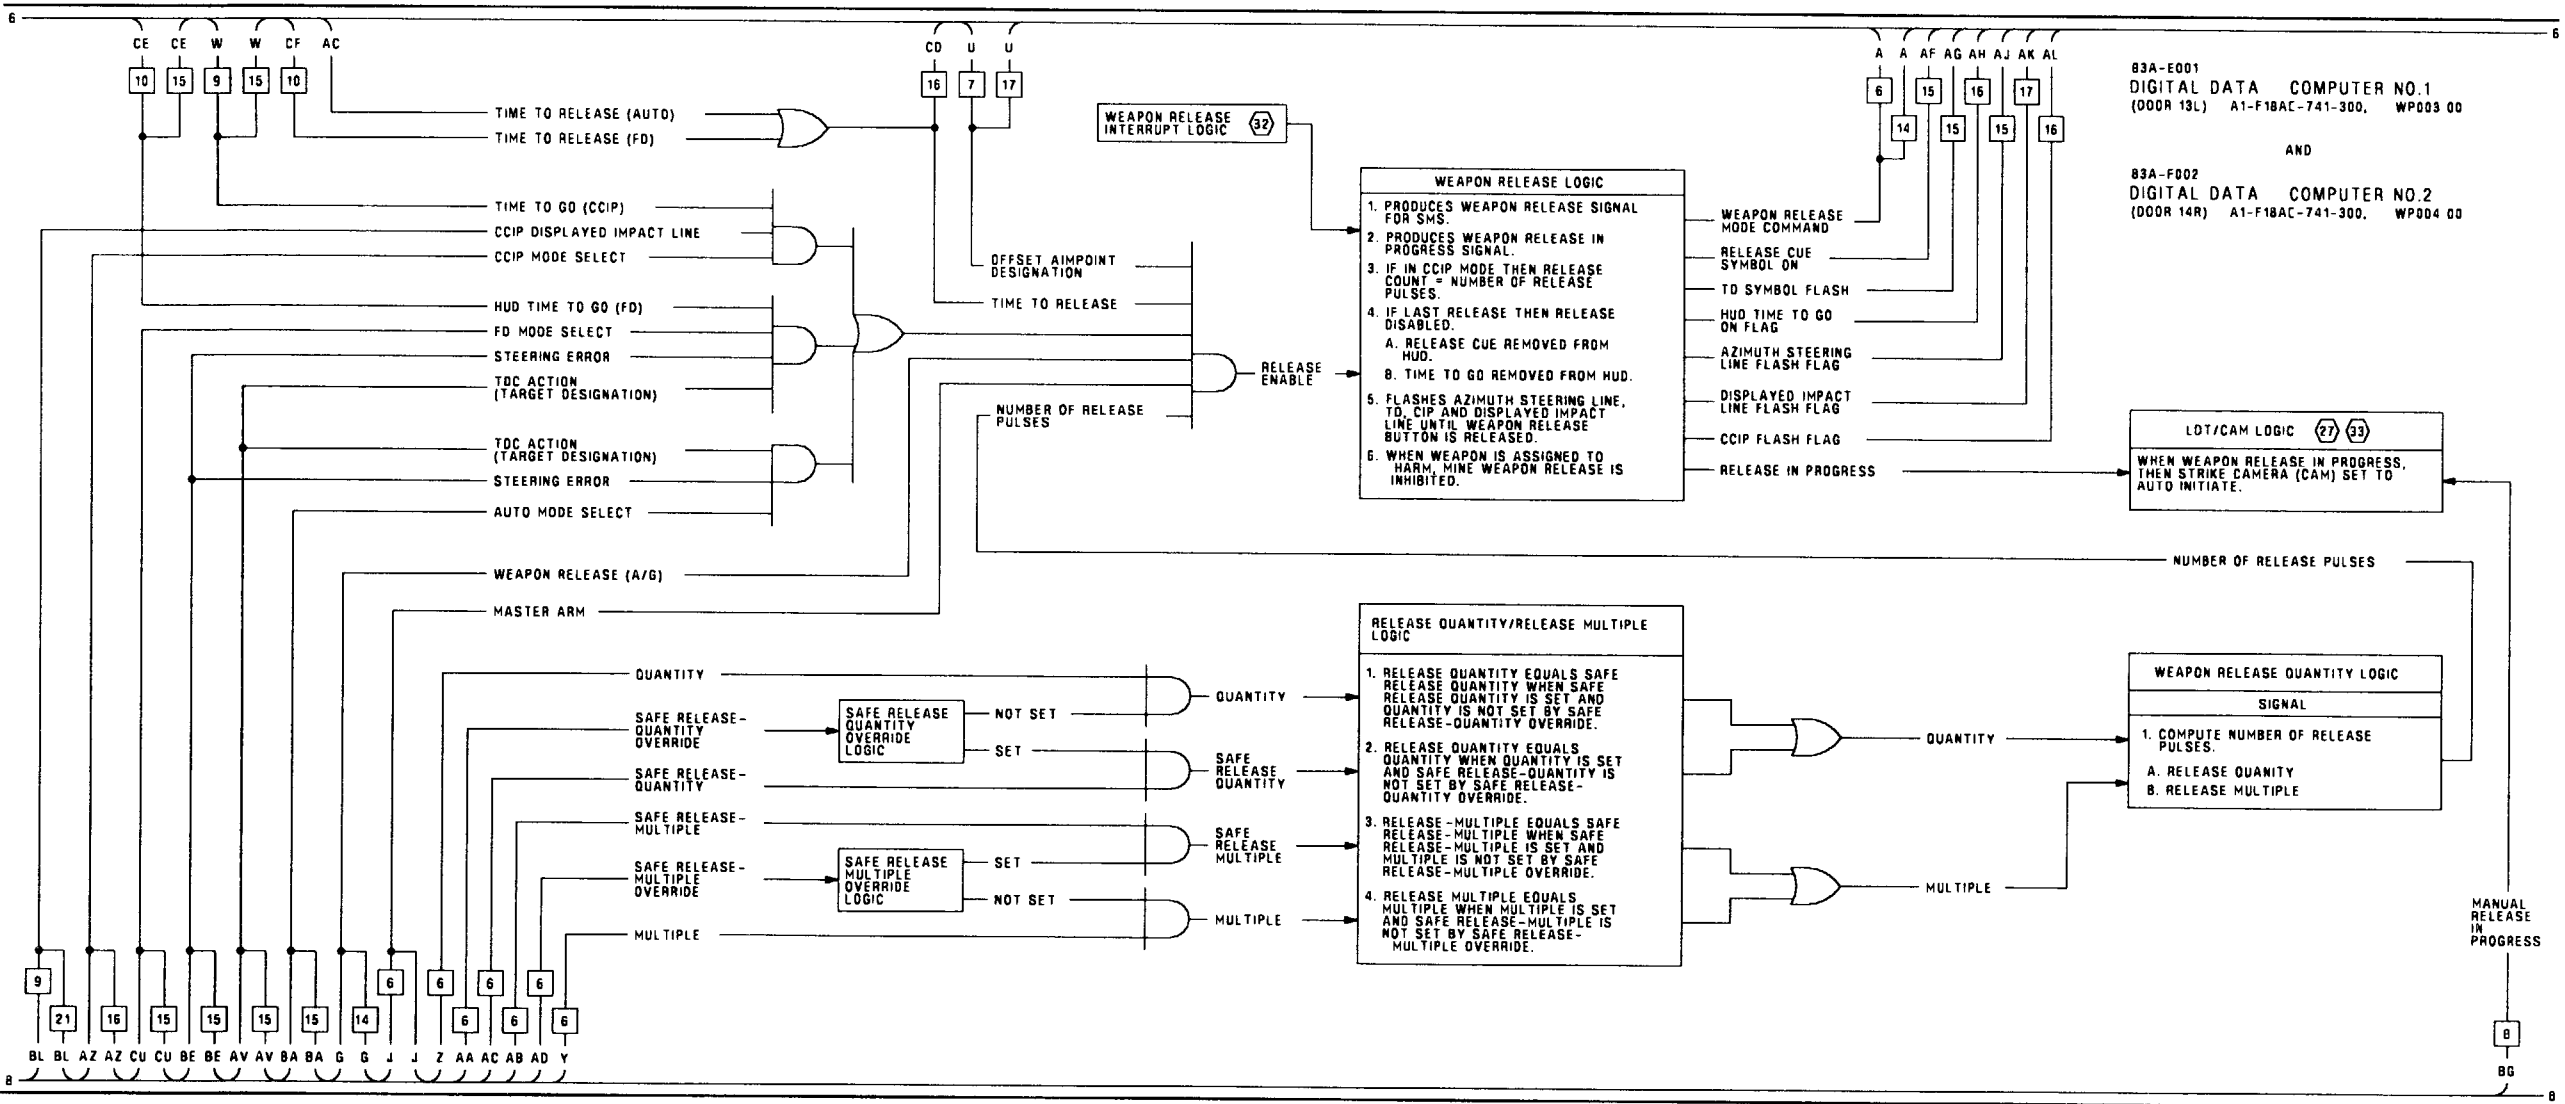 6
6
CE CE W W CF AC
CD U U
A A AF AG AH AJ AK AL
10 15 9 15 10
16 7 17
6 15 16 17
14 15 15 16
83A-E001
DIGITAL DATA COMPUTER NO.1
(DOOR 13L) A1-F18AC-741-300, WP003 00
AND
83A-F002
DIGITAL DATA COMPUTER NO.2
(DOOR 14R) A1-F18AC-741-300, WP004 00
TIME TO RELEASE (AUTO)
TIME TO RELEASE (FD)
TIME TO GO (CCIP)
CCIP DISPLAYED IMPACT LINE
CCIP MODE SELECT
HUD TIME TO GO (FD)
FD MODE SELECT
STEERING ERROR
TDC ACTION
(TARGET DESIGNATION)
TDC ACTION
(TARGET DESIGNATION)
STEERING ERROR
AUTO MODE SELECT
WEAPON RELEASE (A/G)
MASTER ARM
OFFSET AIMPOINT
DESIGNATION
TIME TO RELEASE
NUMBER OF RELEASE
PULSES
RELEASE
ENABLE
WEAPON RELEASE
INTERRUPT LOGIC 32
WEAPON RELEASE LOGIC
1. PRODUCES WEAPON RELEASE SIGNAL
FOR SMS.
2. PRODUCES WEAPON RELEASE IN
PROGRESS SIGNAL.
3. IF IN CCIP MODE THEN RELEASE
COUNT = NUMBER OF RELEASE
PULSES.
4. IF LAST RELEASE THEN RELEASE
DISABLED.
A. RELEASE CUE REMOVED FROM
HUD.
B. TIME TO GO REMOVED FROM HUD.
5. FLASHES AZIMUTH STEERING LINE,
TD, CIP AND DISPLAYED IMPACT
LINE UNTIL WEAPON RELEASE
BUTTON IS RELEASED.
6. WHEN WEAPON IS ASSIGNED TO
HARM, MINE WEAPON RELEASE IS
INHIBITED.
WEAPON RELEASE
MODE COMMAND
RELEASE CUE
SYMBOL ON
TD SYMBOL FLASH
HUD TIME TO GO
ON FLAG
AZIMUTH STEERING
LINE FLASH FLAG
DISPLAYED IMPACT
LINE FLASH FLAG
CCIP FLASH FLAG
RELEASE IN PROGRESS
LDT/CAM LOGIC 27 33
WHEN WEAPON RELEASE IN PROGRESS,
THEN STRIKE CAMERA (CAM) SET TO
AUTO INITIATE.
NUMBER OF RELEASE PULSES
QUANTITY
SAFE RELEASE-
QUANTITY
OVERRIDE
SAFE RELEASE-
QUANTITY
SAFE RELEASE-
MULTIPLE
SAFE RELEASE-
MULTIPLE
OVERRIDE
MULTIPLE
SAFE RELEASE
QUANTITY
OVERRIDE
LOGIC
NOT SET
SET
SAFE RELEASE
MULTIPLE
OVERRIDE
LOGIC
SET
NOT SET
QUANTITY
SAFE
RELEASE
QUANTITY
SAFE
RELEASE
MULTIPLE
MULTIPLE
RELEASE QUANTITY/RELEASE MULTIPLE
LOGIC
1. RELEASE QUANTITY EQUALS SAFE
RELEASE QUANTITY WHEN SAFE
RELEASE QUANTITY IS SET AND
QUANTITY IS NOT SET BY SAFE
RELEASE-QUANTITY OVERRIDE.
2. RELEASE QUANTITY EQUALS
QUANTITY WHEN QUANTITY IS SET
AND SAFE RELEASE-QUANTITY IS
NOT SET BY SAFE RELEASE-
QUANTITY OVERRIDE.
3. RELEASE-MULTIPLE EQUALS SAFE
RELEASE-MULTIPLE WHEN SAFE
RELEASE-MULTIPLE IS SET AND
MULTIPLE IS NOT SET BY SAFE
RELEASE-MULTIPLE OVERRIDE.
4. RELEASE MULTIPLE EQUALS
MULTIPLE WHEN MULTIPLE IS SET
AND SAFE RELEASE-MULTIPLE IS
NOT SET BY SAFE RELEASE-
MULTIPLE OVERRIDE.
QUANTITY
MULTIPLE
WEAPON RELEASE QUANTITY LOGIC
SIGNAL
1. COMPUTE NUMBER OF RELEASE
PULSES.
A. RELEASE QUANITY
B. RELEASE MULTIPLE
MANUAL
RELEASE
IN
PROGRESS
9 6 6 6 6
21 16 15 15 15 15 14 6 6 6
8
BL BL AZ AZ CU CU BE BE AV AV BA BA G G J J Z AA AC AB AD Y
BG
8
8